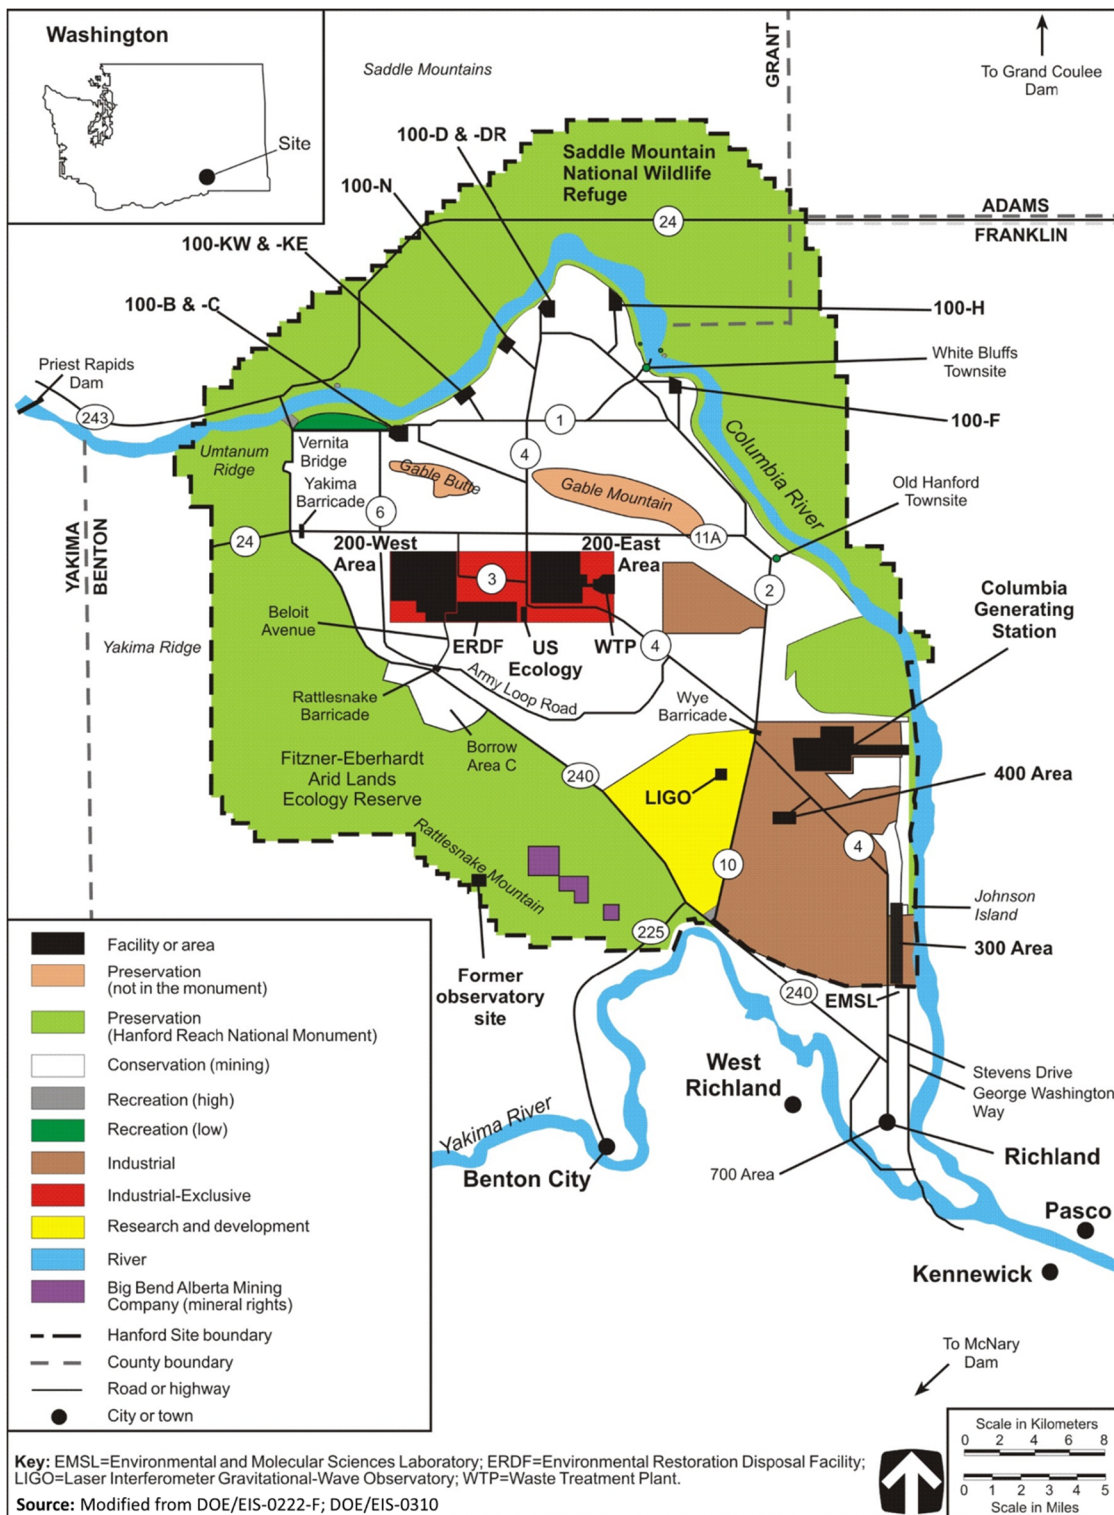 Washington
Site
Saddle Mountains
GRANT
To Grand Coulee
Dam
100-D & -DR
Saddle Mountain
National Wildlife
Refuge
100-N
ADAMS
FRANKLIN
24
100-KW & -KE
100-B & -C
100-H
White Bluffs
Townsite
Priest Rapids
Dam
243
100-F
1
Columbia River
Umtanum
Ridge
Vernita
Bridge
4
Gable Butte
Gable Mountain
Old Hanford
Townsite
Yakima
Barricade
6
YAKIMA
BENTON
24
11A
200-West
Area
200-East
Area
3
2
Columbia
Generating
Station
Beloit
Avenue
ERDF
US
Ecology
WTP
4
Yakima Ridge
Army Loop Road
Rattlesnake
Barricade
Wye
Barricade
Borrow
Area C
Fitzner-Eberhardt
Arid Lands
Ecology Reserve
240
LIGO
400 Area
Rattlesnake Mountain
10
4
Johnson
Island
225
300 Area
Former
observatory
site
240
EMSL
West
Richland
Stevens Drive
George Washington
Way
Yakima River
Benton City
700 Area
Richland
Pasco
Kennewick
To McNary
Dam
Facility or area
Preservation
(not in the monument)
Preservation
(Hanford Reach National Monument)
Conservation (mining)
Recreation (high)
Recreation (low)
Industrial
Industrial-Exclusive
Research and development
River
Big Bend Alberta Mining
Company (mineral rights)
Hanford Site boundary
County boundary
Road or highway
City or town
Scale in Kilometers
0 2 4 6 8
0 1 2 3 4 5
Scale in Miles
Key: EMSL=Environmental and Molecular Sciences Laboratory; ERDF=Environmental Restoration Disposal Facility;
LIGO=Laser Interferometer Gravitational-Wave Observatory; WTP=Waste Treatment Plant.
Source: Modified from DOE/EIS-0222-F; DOE/EIS-0310